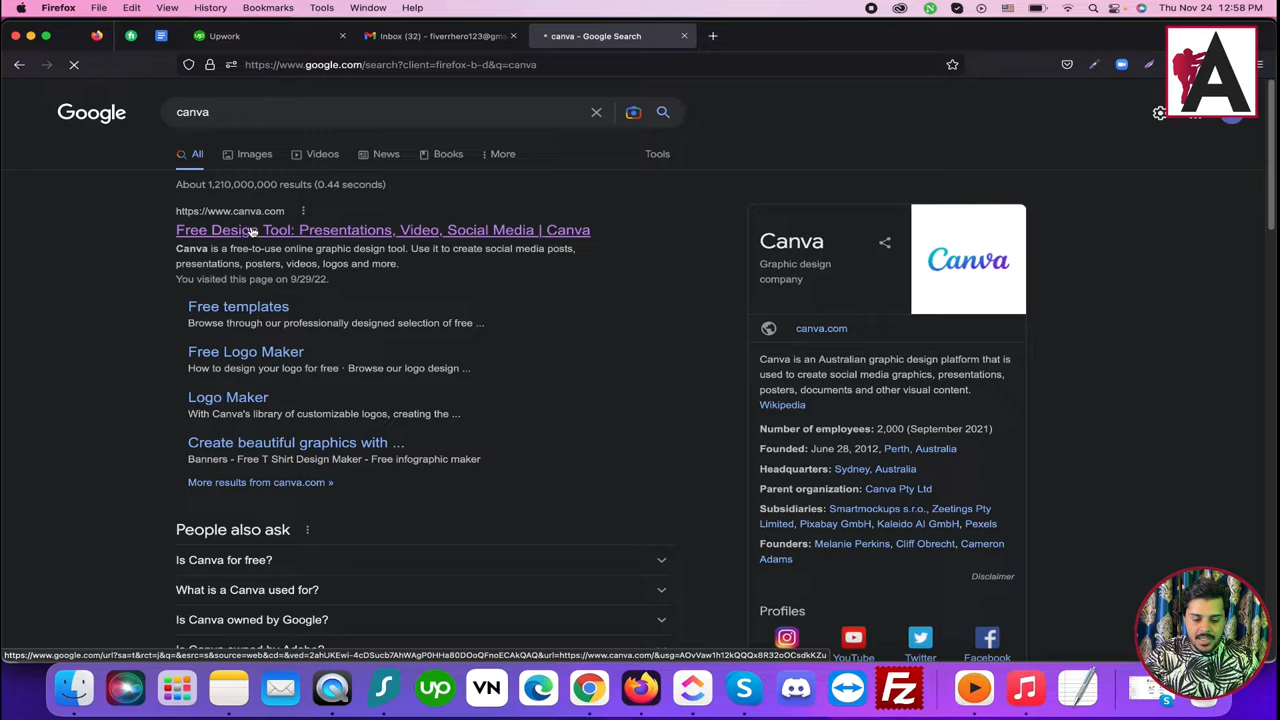 Firefox File Edit View History Bookmarks Tools Window Help
Thu Nov 24 12:58 PM
Upwork
Inbox (32) - fiverrhero123@gm
canva - Google Search
https://www.google.com/search?client=firefox-b-d&q=canva
A
Google
canva
All Images Videos News Books More Tools
About 1,210,000,000 results (0.44 seconds)
https://www.canva.com
Free Design Tool: Presentations, Video, Social Media | Canva
Canva is a free-to-use online graphic design tool. Use it to create social media posts,
presentations, posters, videos, logos and more.
You visited this page on 9/29/22.
Free templates
Browse through our professionally designed selection of free ...
Free Logo Maker
How to design your logo for free · Browse our logo design ...
Logo Maker
With Canva's library of customizable logos, creating the ...
Create beautiful graphics with ...
Banners - Free T Shirt Design Maker - Free infographic maker
More results from canva.com »
People also ask
Is Canva for free?
What is a Canva used for?
Is Canva owned by Google?
Is Canva owned by Adobe?
Canva
Graphic design
company
Canva
canva.com
Canva is an Australian graphic design platform that is
used to create social media graphics, presentations,
posters, documents and other visual content.
Wikipedia
Number of employees: 2,000 (September 2021)
Founded: June 28, 2012, Perth, Australia
Headquarters: Sydney, Australia
Parent organization: Canva Pty Ltd
Subsidiaries: Smartmockups s.r.o., Zeetings Pty
Limited, Pixabay GmbH, Kaleido AI GmbH, Pexels
Founders: Melanie Perkins, Cliff Obrecht, Cameron
Adams
Disclaimer
Profiles
YouTube Twitter Facebook
up VN Fz